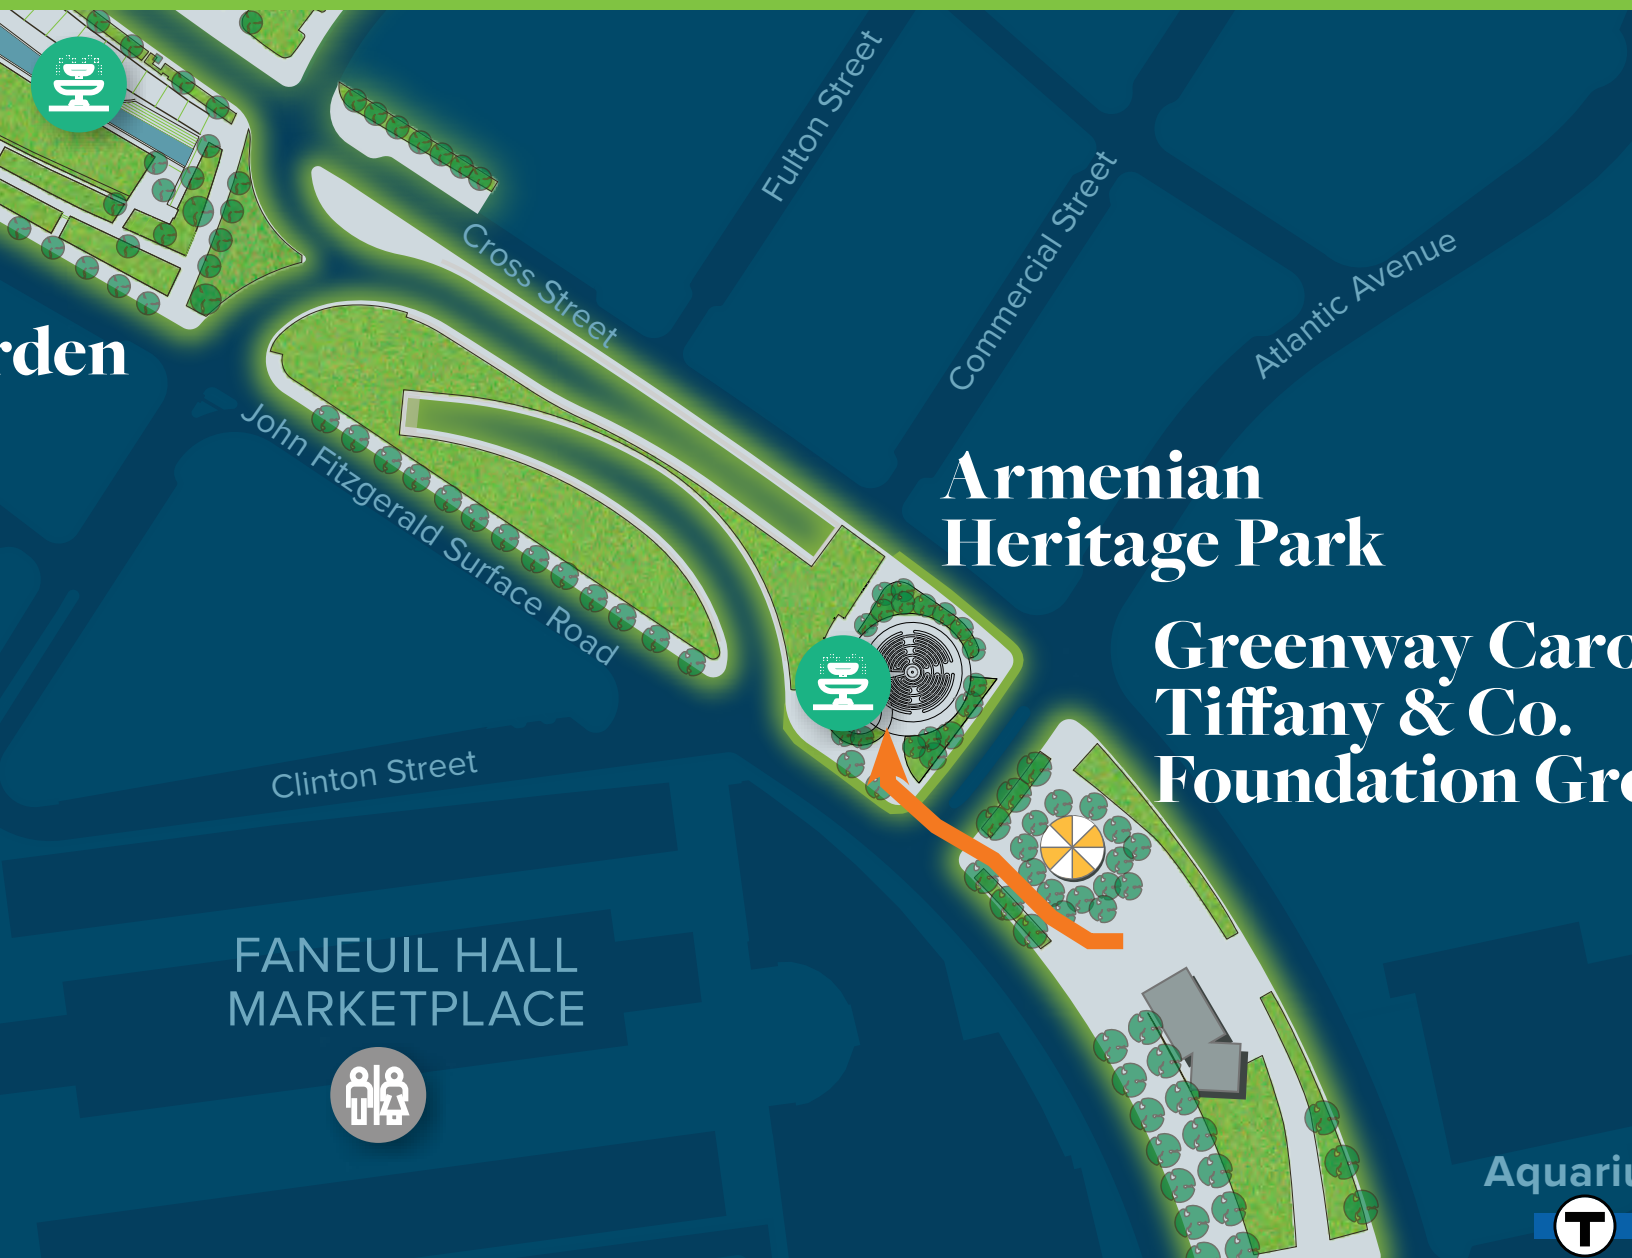 Fulton Street
Commercial Street
Cross Street
Atlantic Avenue
rden
John Fitzgerald Surface Road
Armenian
Heritage Park
Greenway Caro
Tiffany & Co.
Foundation Gro
Clinton Street
FANEUIL HALL
MARKETPLACE
Aquariu
T